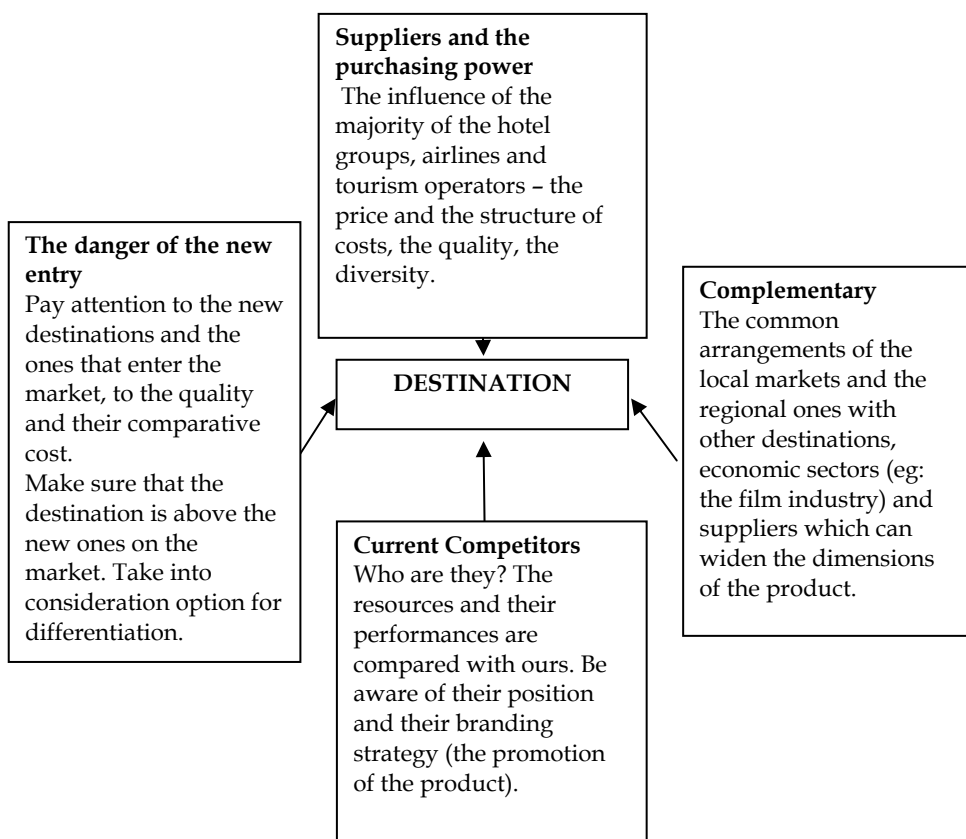 Suppliers and the
purchasing power
The influence of the
majority of the hotel
groups, airlines and
tourism operators – the
price and the structure of
costs, the quality, the
diversity.
The danger of the new
entry
Pay attention to the new
destinations and the
ones that enter the
market, to the quality
and their comparative
cost.
Make sure that the
destination is above the
new ones on the
market. Take into
consideration option for
differentiation.
DESTINATION
Complementary
The common
arrangements of the
local markets and the
regional ones with
other destinations,
economic sectors (eg:
the film industry) and
suppliers which can
widen the dimensions
of the product.
Current Competitors
Who are they? The
resources and their
performances are
compared with ours. Be
aware of their position
and their branding
strategy (the promotion
of the product).